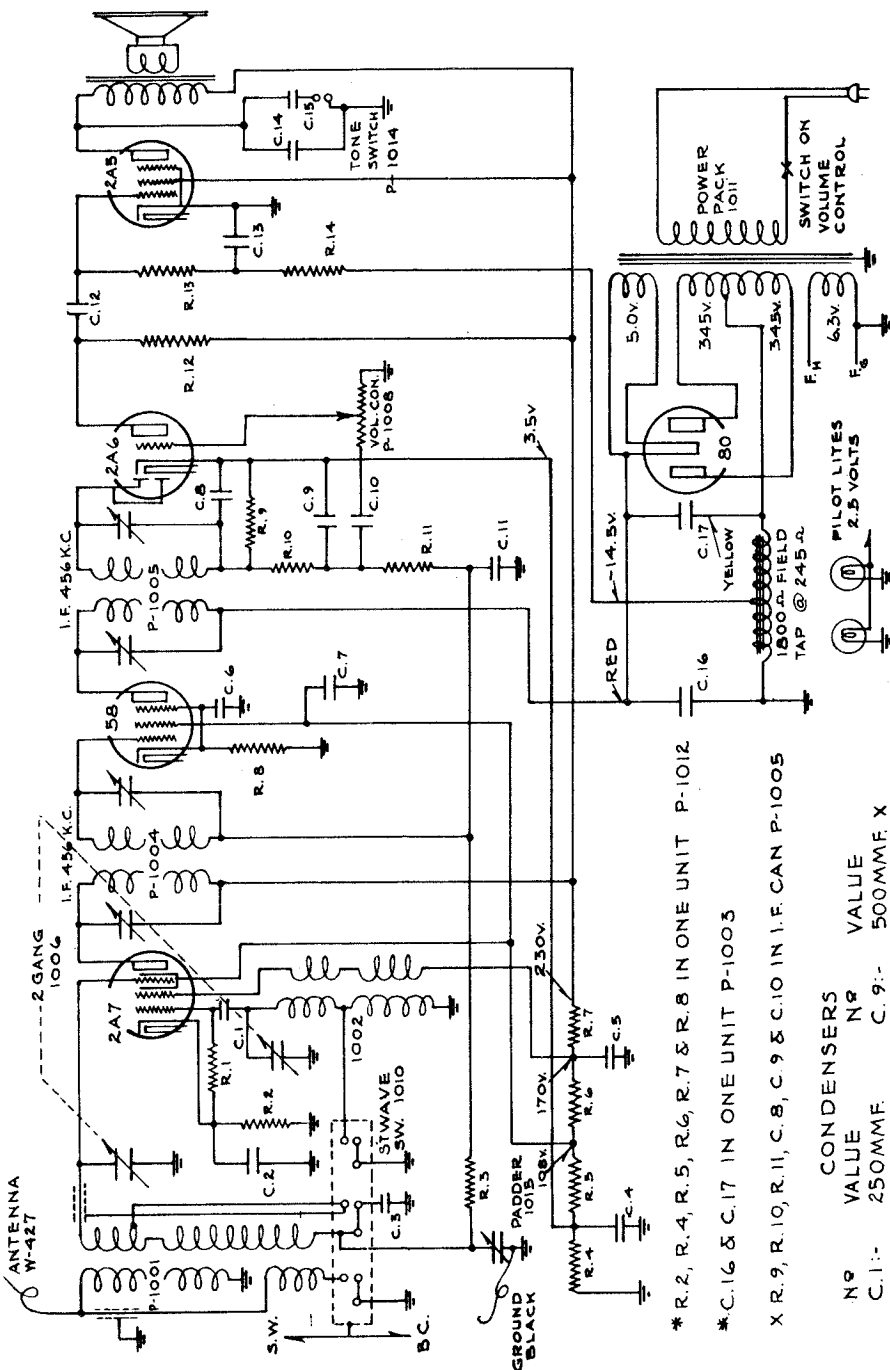 ANTENNA
W-427
2 GANG
1006
2A7
I.F. 456 K.C.
P-1004
58
I.F. 456 K.C.
P-1005
2A6
C.12
2A5
P-1001
C.2
R.2
R.1
C.1
1002
C.6
R.8
C.7
C.8
R.9
R.10
C.9
C.10
R.11
C.11
VOL. CON.
P-1008
R.12
R.13
C.13
R.14
C.14
C.15
TONE
SWITCH
P-1014
S.W.
B.C.
STWAVE
SW. 1010
C.3
R.3
GROUND
BLACK
PADDER
1015
R.4
C.4
R.5
198V.
R.6
170V.
R.7
C.5
230V.
RED
-14.5V.
3.5V
C.16
C.17
YELLOW
1800Ω FIELD
TAP @ 245Ω
80
5.0V.
345V.
345V.
6.3V.
F.H
F.G
POWER
PACK
1011
SWITCH ON
VOLUME
CONTROL
PILOT LITES
2.5 VOLTS
* R.2, R.4, R.5, R.6, R.7 & R.8 IN ONE UNIT P-1012
* C.16 & C.17 IN ONE UNIT P-1003
X R.9, R.10, R.11, C.8, C.9 & C.10 IN I.F. CAN P-1005
CONDENSERS
Nº VALUE Nº VALUE
C.1:- 250MMF. C.9:- 500MMF. X